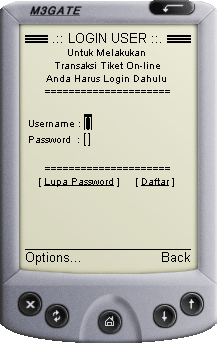 M3GATE
.:: LOGIN USER ::.
Untuk Melakukan
Transaksi Tiket On-line
Anda Harus Login Dahulu
=====================
Username : []
Password : []
=====================
[ Lupa Password ] [ Daftar ]
Options... Back